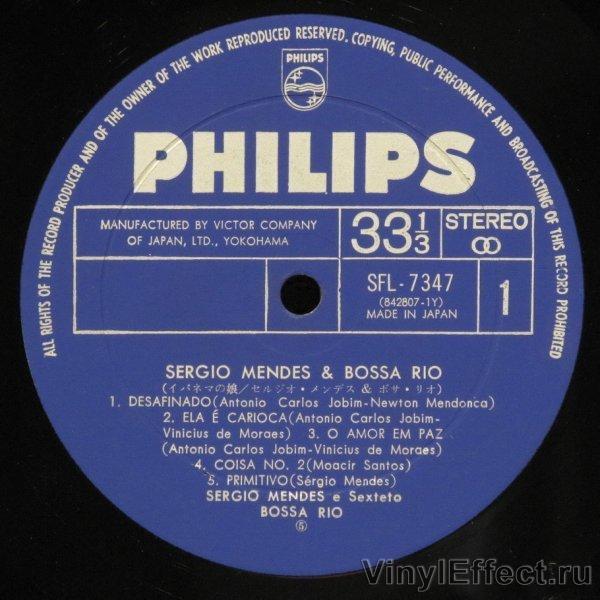 ALL RIGHTS OF THE RECORD PRODUCER AND OF THE OWNER OF THE WORK REPRODUCED RESERVED. COPYING, PUBLIC PERFORMANCE AND BROADCASTING OF THIS RECORD PROHIBITED
PHILIPS
PHILIPS
MANUFACTURED BY VICTOR COMPANY
OF JAPAN, LTD., YOKOHAMA
33 1/3
STEREO
SFL-7347
(842807-1Y)
MADE IN JAPAN
1
SERGIO MENDES & BOSSA RIO
(イパネマの娘/セルジオ・メンデス & ボサ・リオ)
1. DESAFINADO(Antonio Carlos Jobim-Newton Mendonca)
2. ELA É CARIOCA(Antonio Carlos Jobim-
Vinicius de Moraes) 3. O AMOR EM PAZ
(Antonio Carlos Jobim-Vinicius de Moraes)
4. COISA NO. 2(Moacir Santos)
5. PRIMITIVO(Sérgio Mendes)
SERGIO MENDES e Sexteto
BOSSA RIO
⑤
VinylEffect.ru